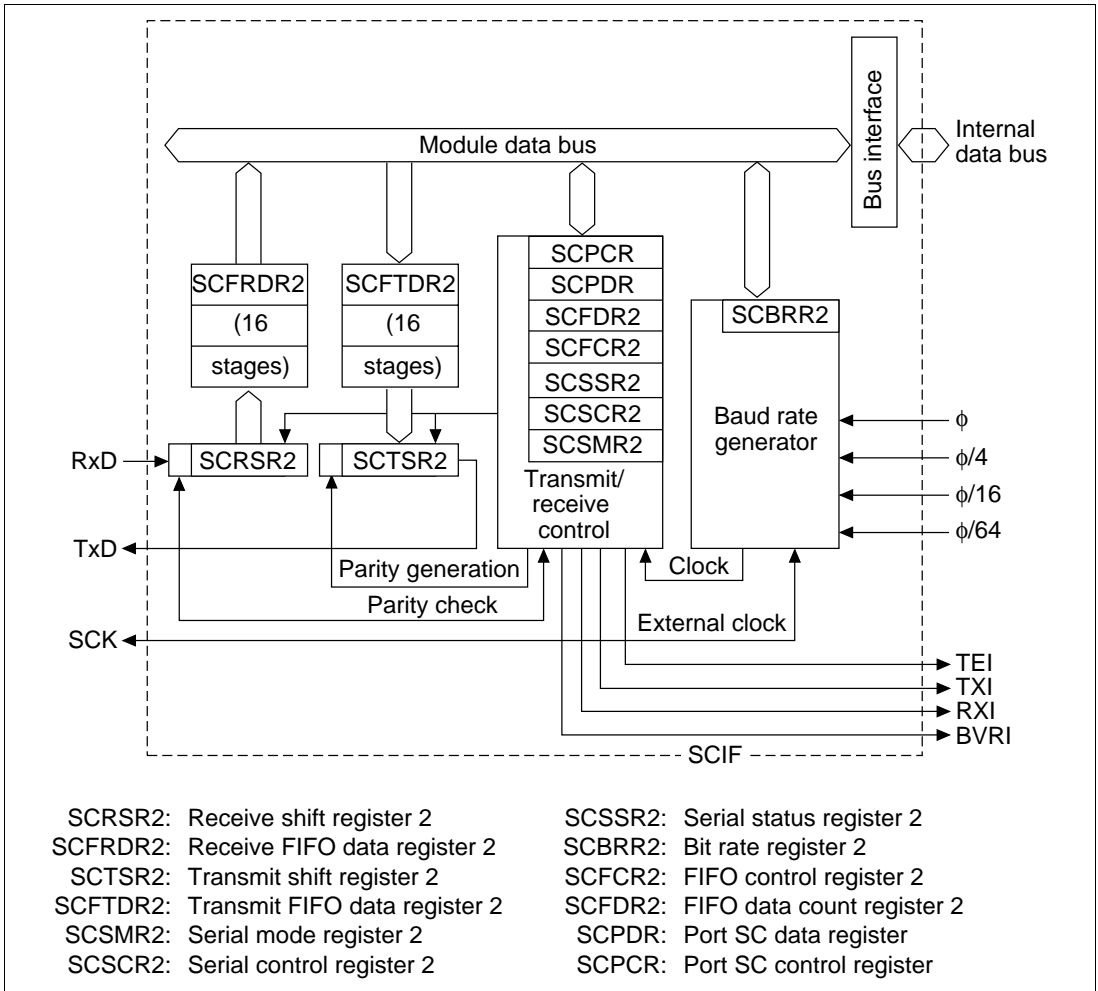 Bus interface
Module data bus
Internal
data bus
SCFRDR2
(16
stages)
SCFTDR2
(16
stages)
SCPCR
SCPDR
SCFDR2
SCFCR2
SCSSR2
SCSCR2
SCSMR2
Transmit/
receive
control
SCBRR2
Baud rate
generator
ϕ
ϕ/4
ϕ/16
ϕ/64
RxD
SCRSR2
SCTSR2
TxD
Parity generation
Parity check
Clock
SCK
External clock
TEI
TXI
RXI
BVRI
SCIF
SCRSR2: Receive shift register 2
SCFRDR2: Receive FIFO data register 2
SCTSR2: Transmit shift register 2
SCFTDR2: Transmit FIFO data register 2
SCSMR2: Serial mode register 2
SCSCR2: Serial control register 2
SCSSR2: Serial status register 2
SCBRR2: Bit rate register 2
SCFCR2: FIFO control register 2
SCFDR2: FIFO data count register 2
SCPDR: Port SC data register
SCPCR: Port SC control register